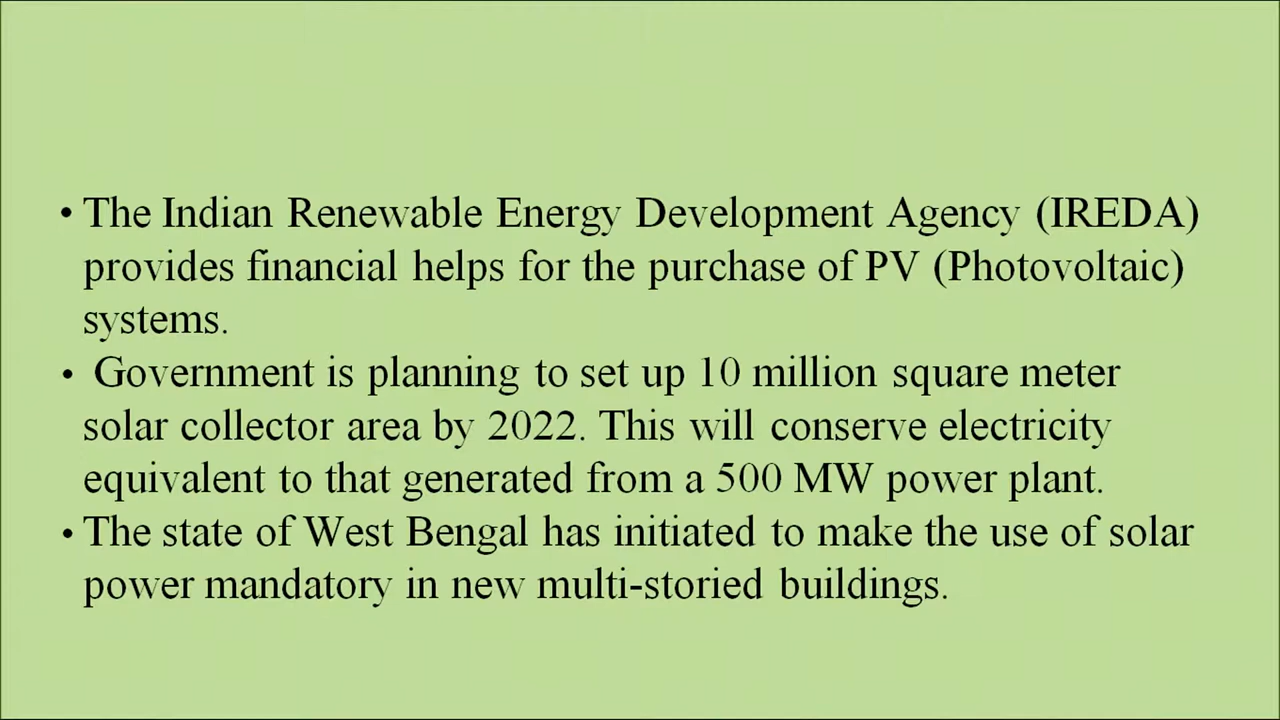 • The Indian Renewable Energy Development Agency (IREDA)
provides financial helps for the purchase of PV (Photovoltaic)
systems.
• Government is planning to set up 10 million square meter
solar collector area by 2022. This will conserve electricity
equivalent to that generated from a 500 MW power plant.
• The state of West Bengal has initiated to make the use of solar
power mandatory in new multi-storied buildings.